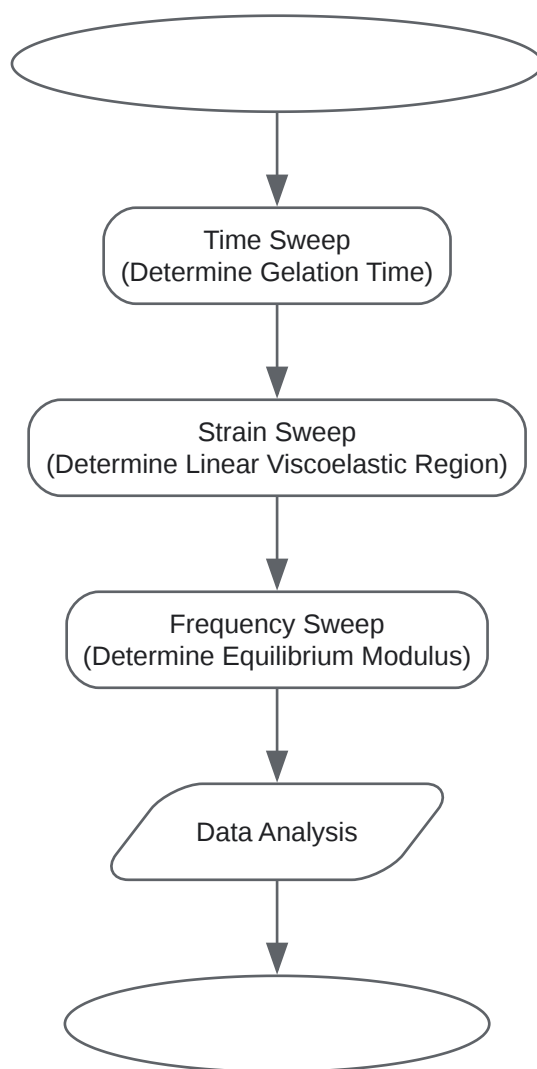 Time Sweep
(Determine Gelation Time)
Strain Sweep
(Determine Linear Viscoelastic Region)
Frequency Sweep
(Determine Equilibrium Modulus)
Data Analysis